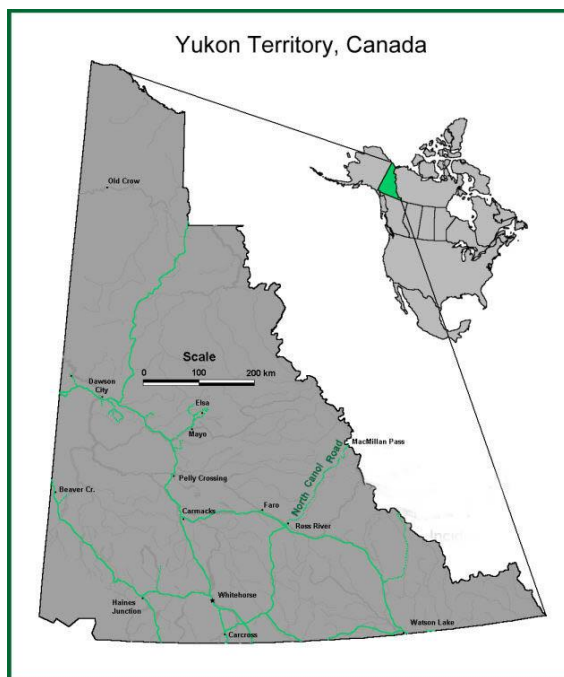 Yukon Territory, Canada
Old Crow
Scale
0 100 200 km
Dawson
City
Elsa
Mayo
MacMillan Pass
North Canol Road
Pelly Crossing
Beaver Cr.
Faro
Carmacks
Ross River
Haines
Junction
Whitehorse
Watson Lake
Carcross